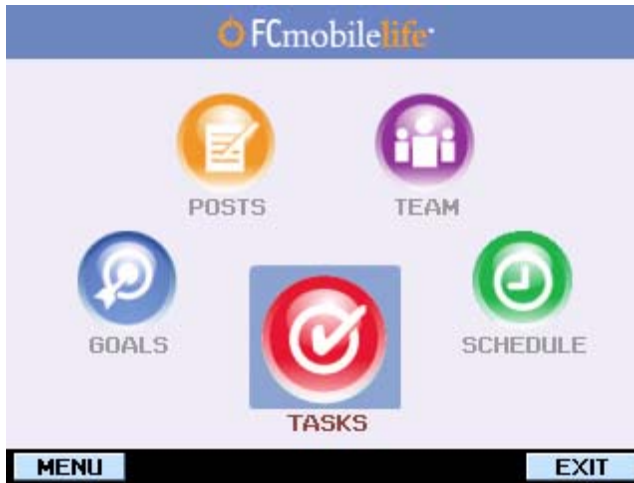 FCmobilelife
POSTS
TEAM
GOALS
SCHEDULE
TASKS
MENU
EXIT